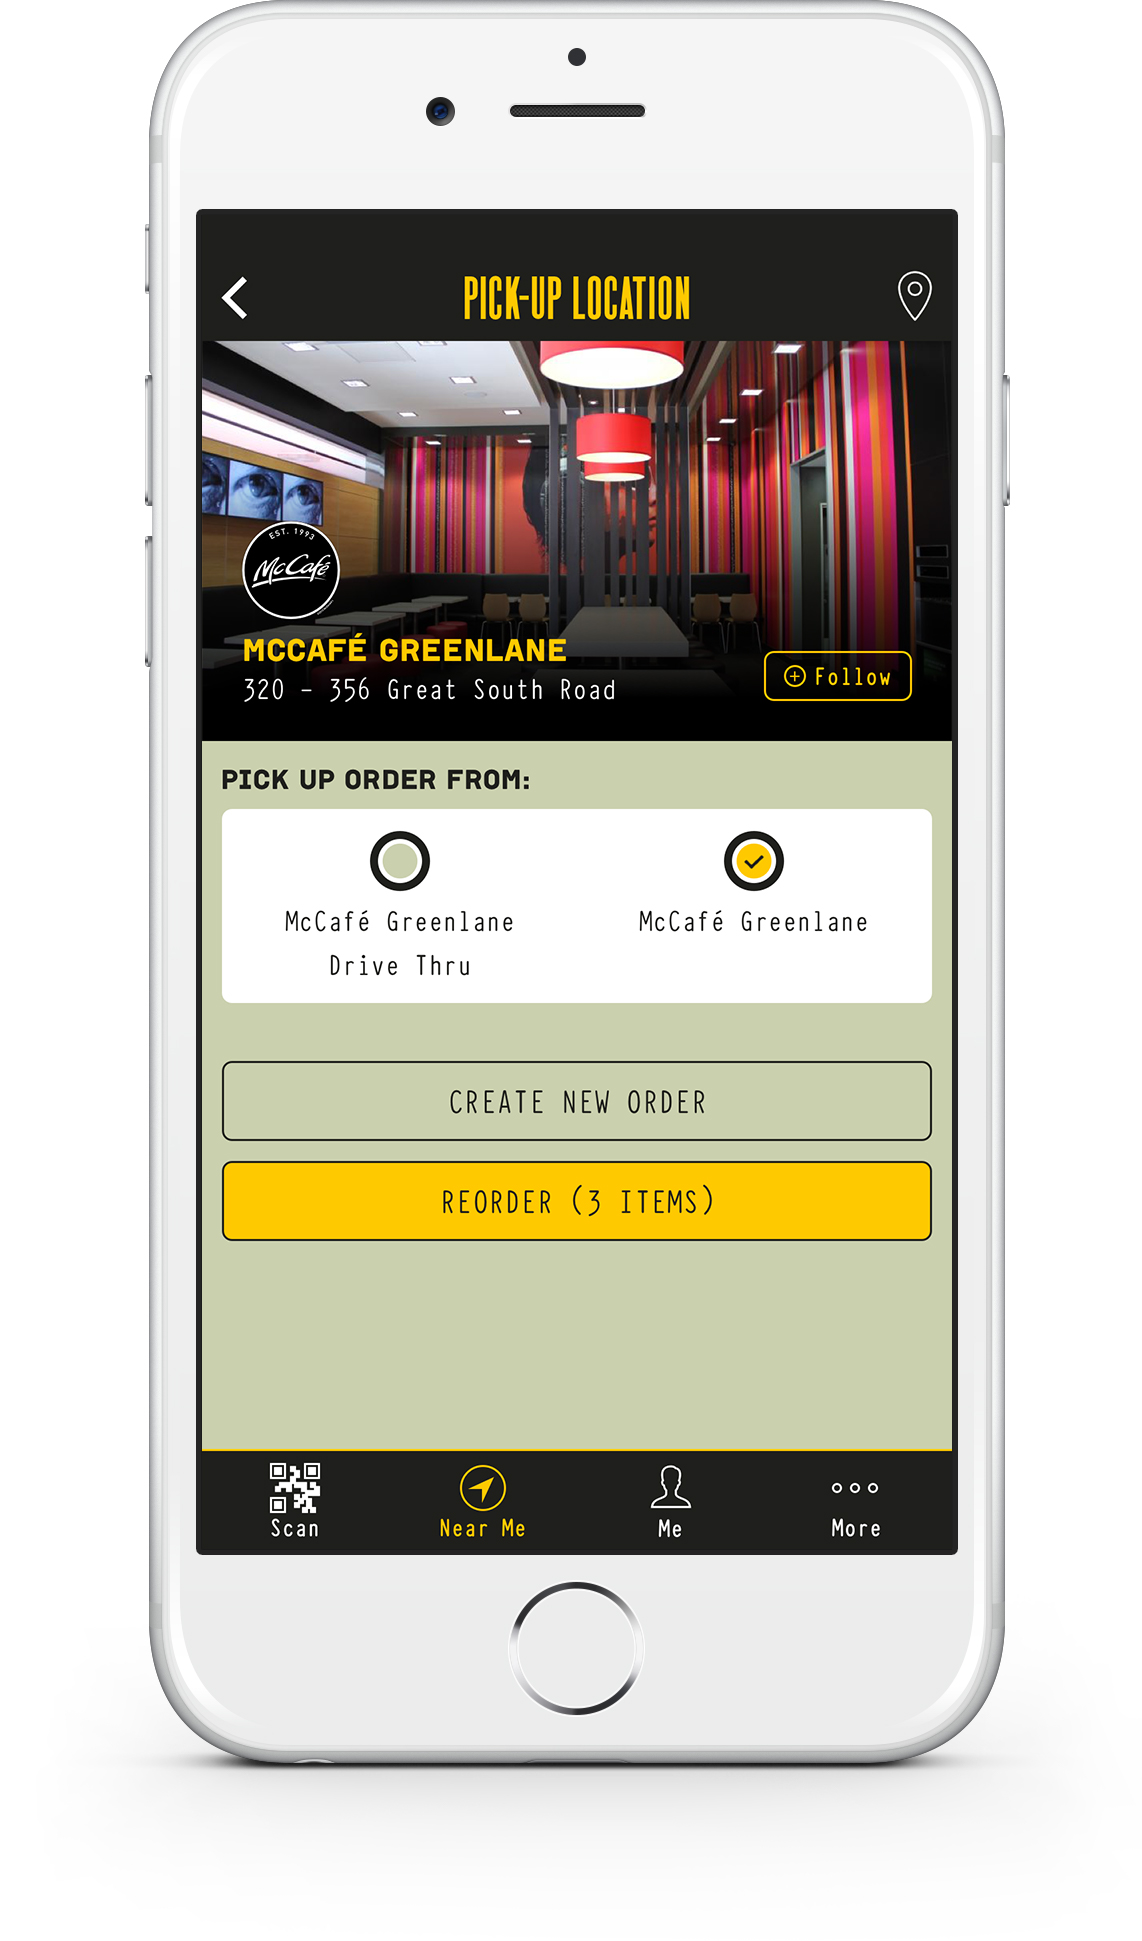 PICK-UP LOCATION
EST. 1993
McCafé
MCCAFÉ GREENLANE
320 – 356 Great South Road
Follow
PICK UP ORDER FROM:
McCafé Greenlane
Drive Thru
McCafé Greenlane
CREATE NEW ORDER
REORDER (3 ITEMS)
Scan
Near Me
Me
More